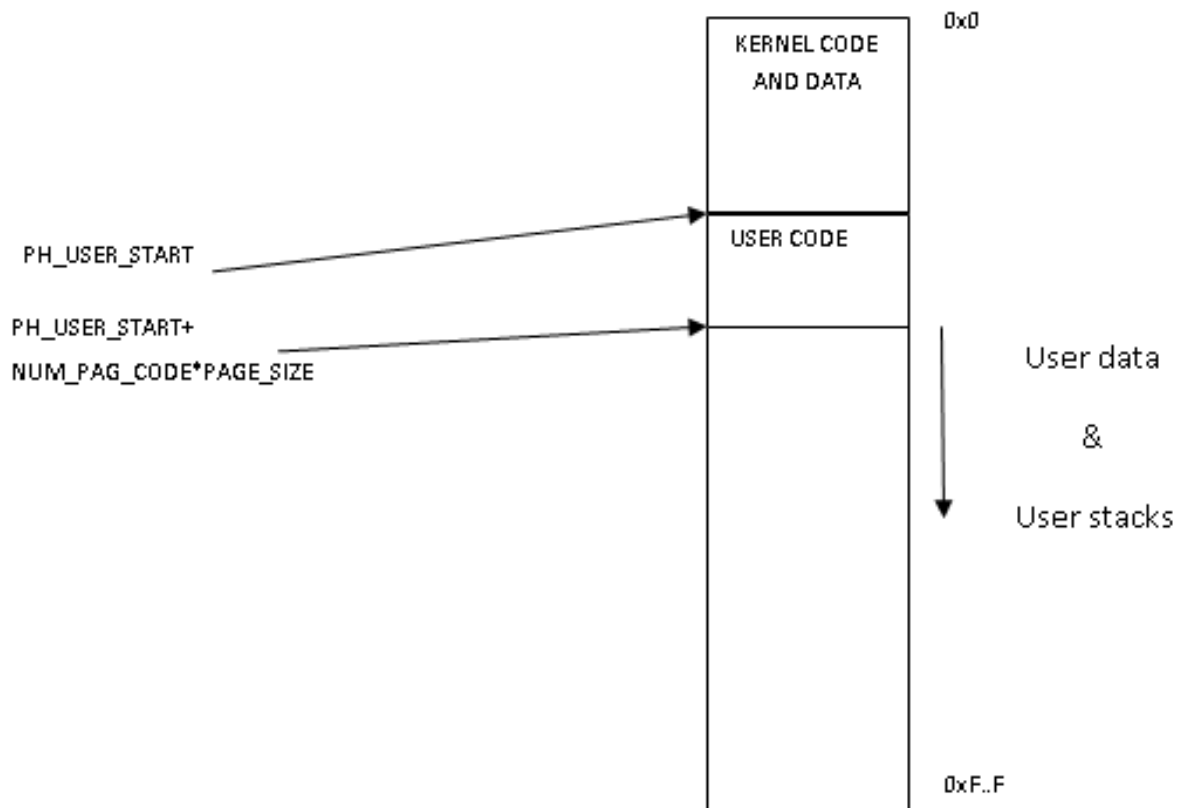 0x0
KERNEL CODE
AND DATA
USER CODE
PH_USER_START
PH_USER_START+
NUM_PAG_CODE*PAGE_SIZE
User data
&
User stacks
0xF..F